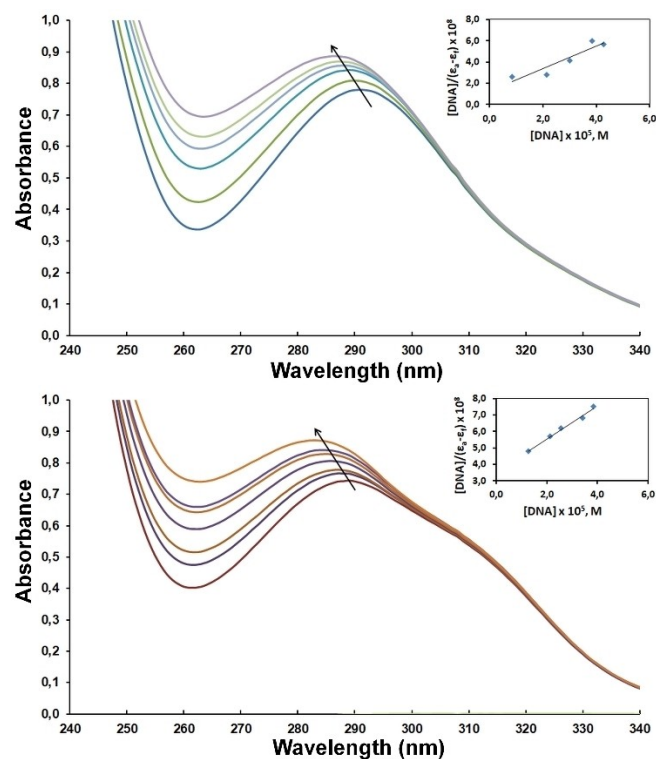 1,0
0,9
0,8
0,7
0,6
0,5
0,4
0,3
0,2
0,1
0,0
Absorbance
240 250 260 270 280 290 300 310 320 330 340
Wavelength (nm)
[DNA]/(εa-εf) x 10⁸
8,0
6,0
4,0
2,0
0,0
0,0 2,0 4,0 6,0
[DNA] x 10⁵, M
1,0
0,9
0,8
0,7
0,6
0,5
0,4
0,3
0,2
0,1
0,0
Absorbance
240 250 260 270 280 290 300 310 320 330 340
Wavelength (nm)
[DNA]/(εa-εf) x 10⁸
8,0
7,0
6,0
5,0
4,0
3,0
0,0 2,0 4,0 6,0
[DNA] x 10⁵, M